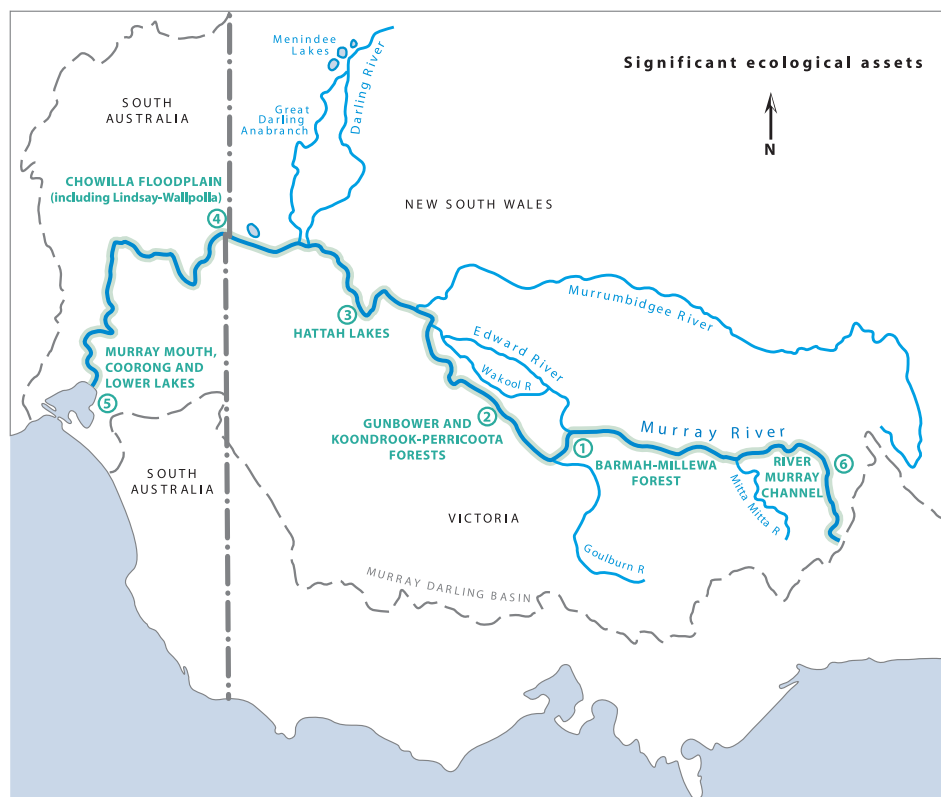 Significant ecological assets
N
Menindee
Lakes
Darling River
Great
Darling
Anabranch
SOUTH
AUSTRALIA
CHOWILLA FLOODPLAIN
(including Lindsay-Wallpolla)
4
NEW SOUTH WALES
Murrumbidgee River
3
HATTAH LAKES
Edward River
Wakool R
MURRAY MOUTH,
COORONG AND
LOWER LAKES
5
2
GUNBOWER AND
KOONDROOK-PERRICOOTA
FORESTS
Murray River
1
BARMAH-MILLEWA
FOREST
RIVER
MURRAY
CHANNEL
6
Mitta Mitta R
SOUTH
AUSTRALIA
VICTORIA
Goulburn R
MURRAY DARLING BASIN